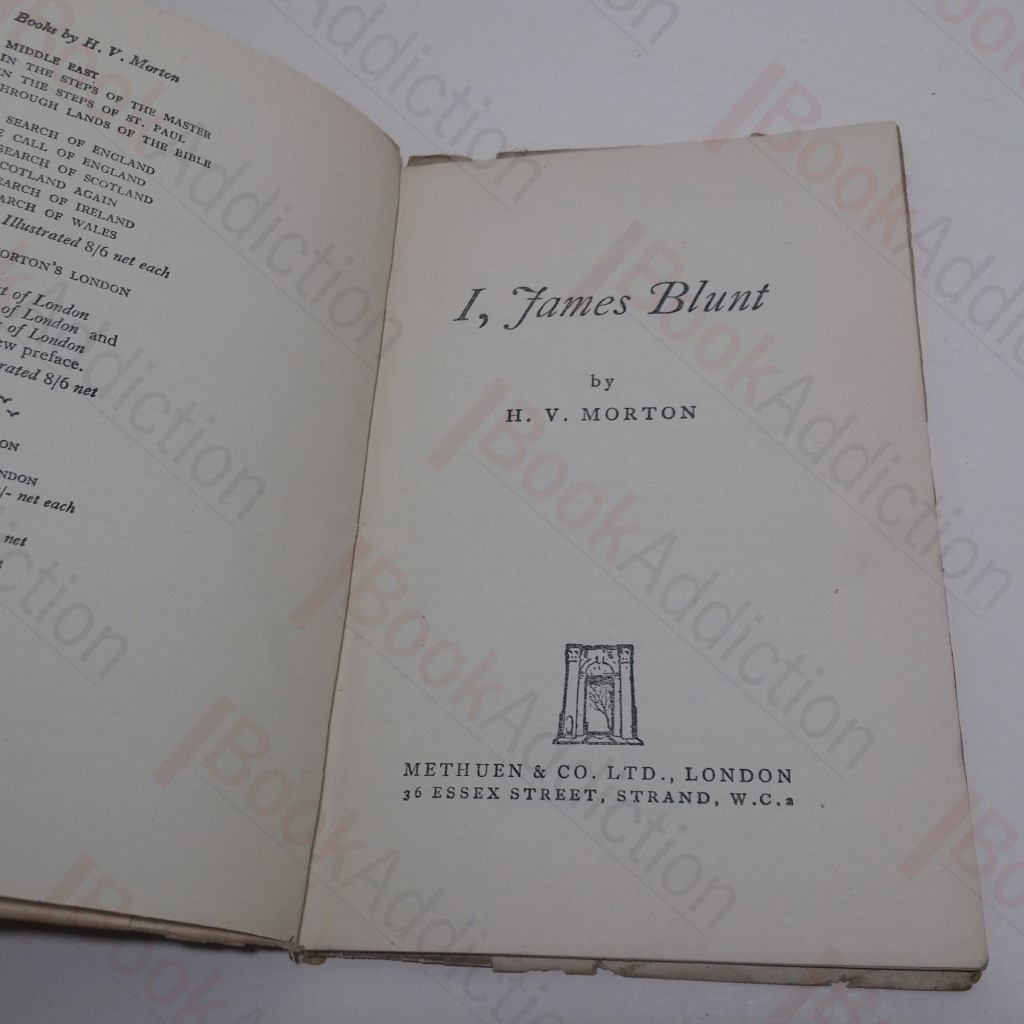 Books by H. V. Morton
MIDDLE EAST
IN THE STEPS OF THE MASTER
IN THE STEPS OF ST. PAUL
THROUGH LANDS OF THE BIBLE
SEARCH OF ENGLAND
CALL OF ENGLAND
SEARCH OF SCOTLAND
SCOTLAND AGAIN
SEARCH OF IRELAND
SEARCH OF WALES
Illustrated 8/6 net each
MORTON'S LONDON
of London
of London and
of London
preface.
8/6 net
net each
net
I, James Blunt
by
H. V. MORTON
METHUEN & CO. LTD., LONDON
36 ESSEX STREET, STRAND, W.C.2
BookAddiction